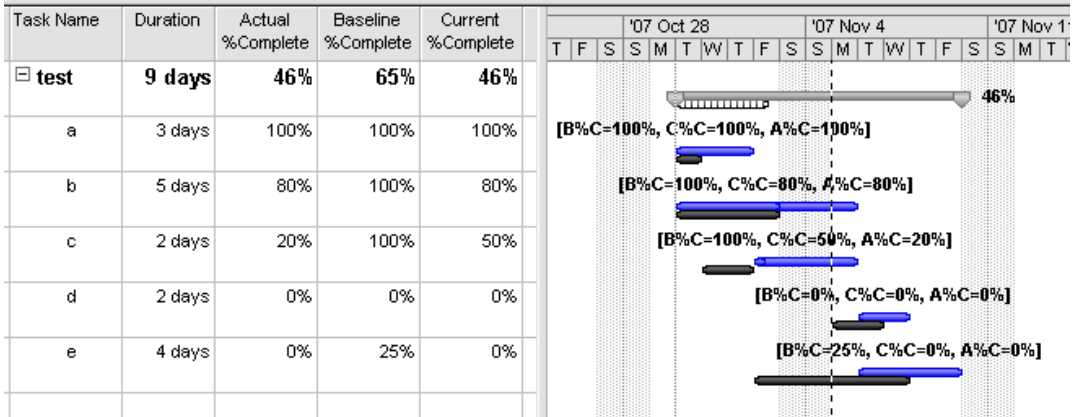 Task Name Duration Actual %Complete Baseline %Complete Current %Complete
'07 Oct 28 '07 Nov 4 '07 Nov 1
T F S S M T W T F S S M T W T F S S M T
test 9 days 46% 65% 46% 46%
a 3 days 100% 100% 100% [B%C=100%, C%C=100%, A%C=100%]
b 5 days 80% 100% 80% [B%C=100%, C%C=80%, A%C=80%]
c 2 days 20% 100% 50% [B%C=100%, C%C=50%, A%C=20%]
d 2 days 0% 0% 0% [B%C=0%, C%C=0%, A%C=0%]
e 4 days 0% 25% 0% [B%C=25%, C%C=0%, A%C=0%]